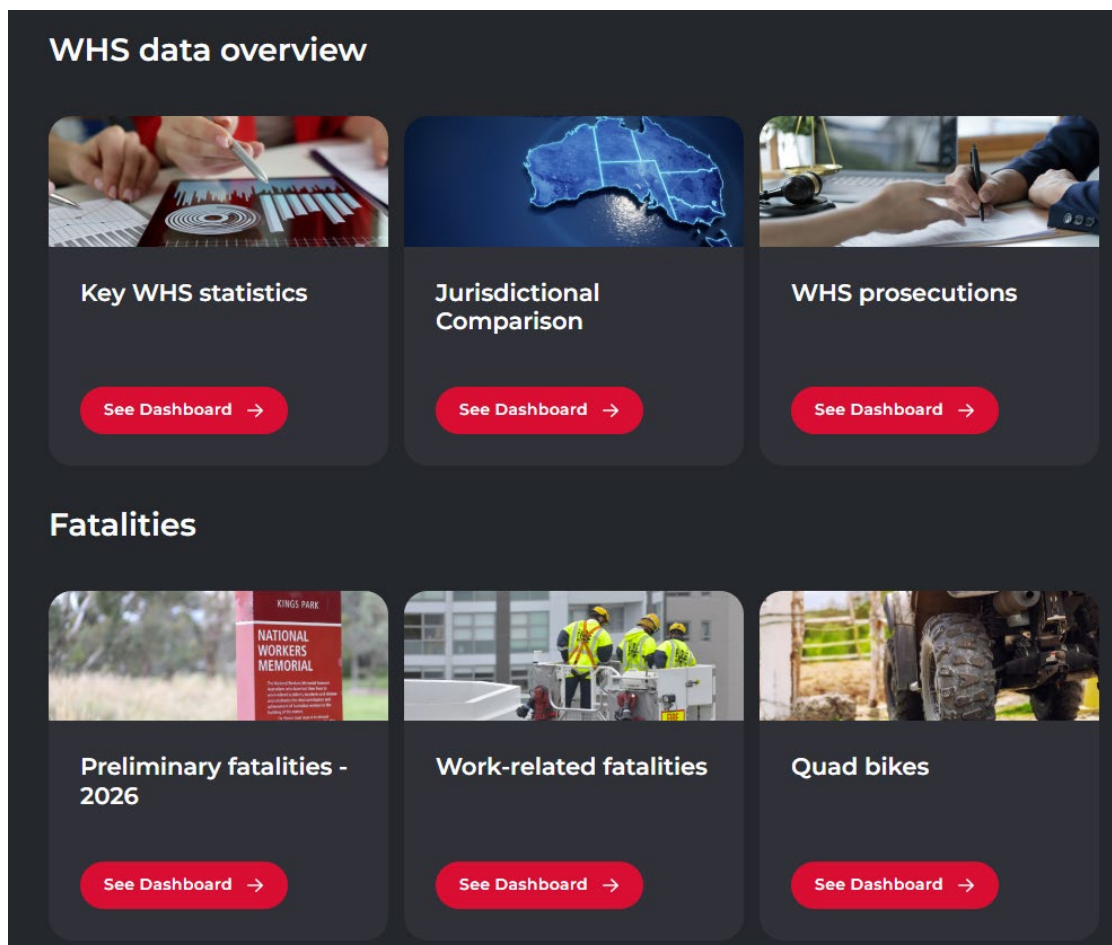 WHS data overview
Key WHS statistics
Jurisdictional
Comparison
WHS prosecutions
See Dashboard →
See Dashboard →
See Dashboard →
Fatalities
KINGS PARK
NATIONAL
WORKERS
MEMORIAL
Preliminary fatalities -
2026
Work-related fatalities
Quad bikes
See Dashboard →
See Dashboard →
See Dashboard →